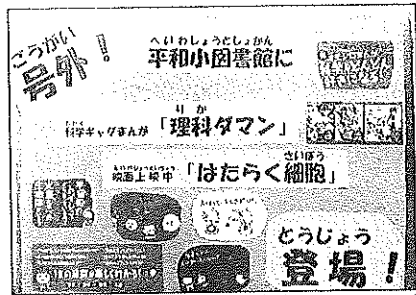 ごうがい
号外！
へいわしょうとしょかん
平和小図書館に
かがく
科学ギャグまんが「理科ダマン」
りか
えいがじょうえいちゅう
映画上映中「はたらく細胞」
さいぼう
とうじょう
登場！